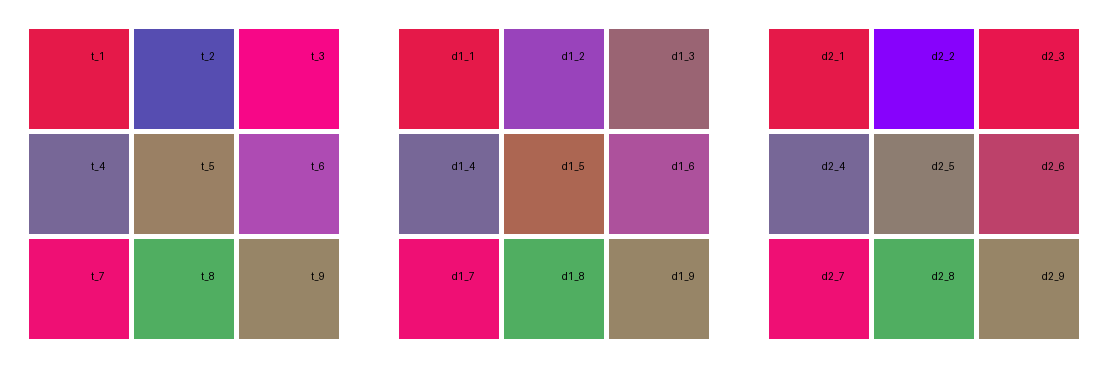 t_1 t_2 t_3 d1_1 d1_2 d1_3 d2_1 d2_2 d2_3
t_4 t_5 t_6 d1_4 d1_5 d1_6 d2_4 d2_5 d2_6
t_7 t_8 t_9 d1_7 d1_8 d1_9 d2_7 d2_8 d2_9